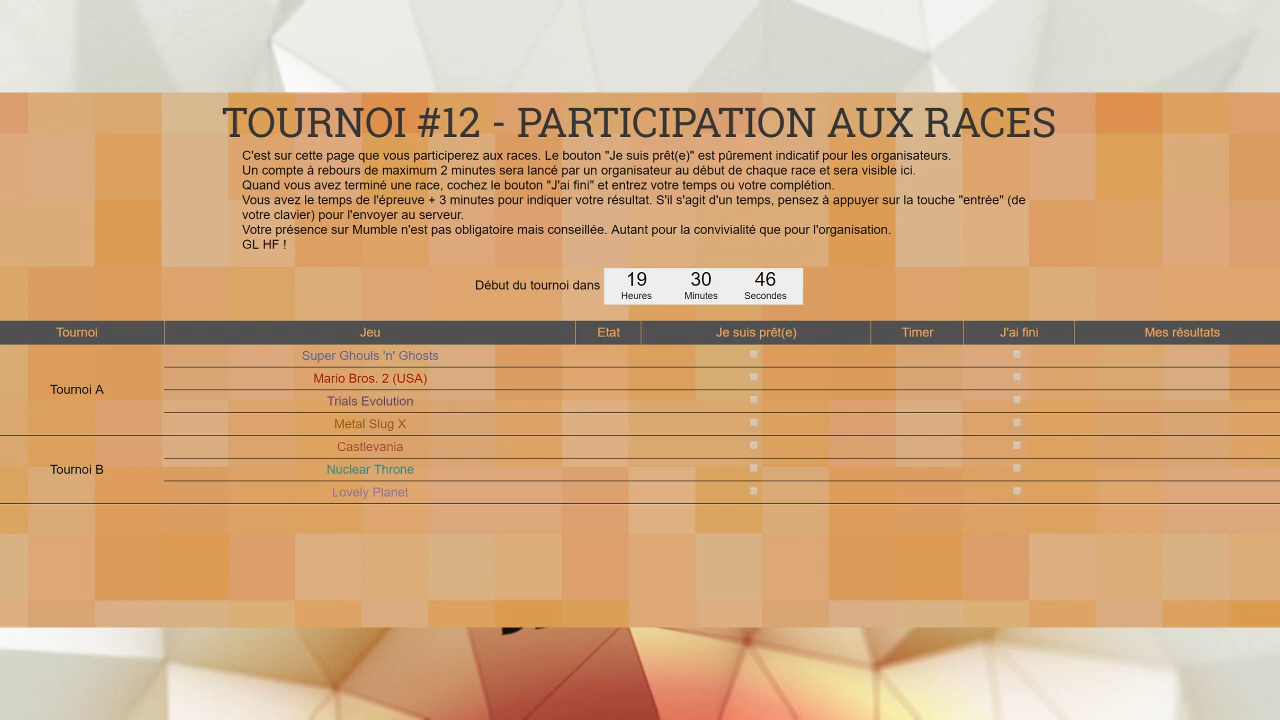 TOURNOI #12 - PARTICIPATION AUX RACES
C'est sur cette page que vous participerez aux races. Le bouton "Je suis prêt(e)" est pûrement indicatif pour les organisateurs.
Un compte à rebours de maximum 2 minutes sera lancé par un organisateur au début de chaque race et sera visible ici.
Quand vous avez terminé une race, cochez le bouton "J'ai fini" et entrez votre temps ou votre complétion.
Vous avez le temps de l'épreuve + 3 minutes pour indiquer votre résultat. S'il s'agit d'un temps, pensez à appuyer sur la touche "entrée" (de
votre clavier) pour l'envoyer au serveur.
Votre présence sur Mumble n'est pas obligatoire mais conseillée. Autant pour la convivialité que pour l'organisation.
GL HF !
Début du tournoi dans 19 30 46
Heures Minutes Secondes
Tournoi Jeu Etat Je suis prêt(e) Timer J'ai fini Mes résultats
Tournoi A
Super Ghouls 'n' Ghosts
Mario Bros. 2 (USA)
Trials Evolution
Metal Slug X
Tournoi B
Castlevania
Nuclear Throne
Lovely Planet